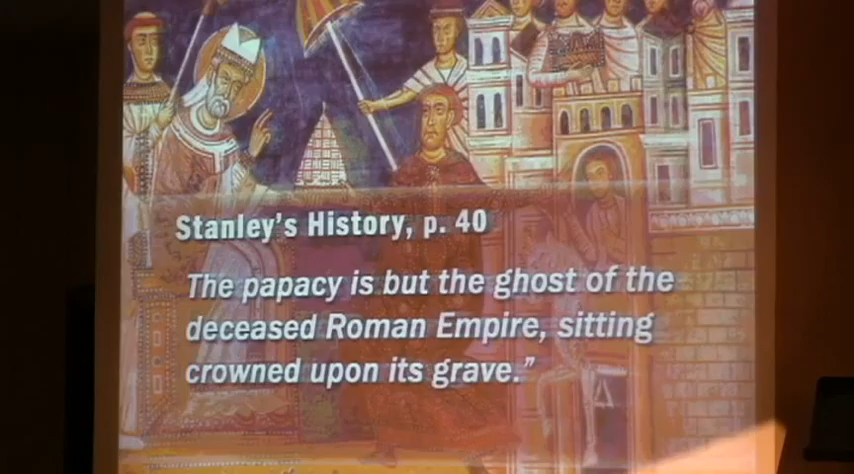 Stanley's History, p. 40
The papacy is but the ghost of the
deceased Roman Empire, sitting
crowned upon its grave."